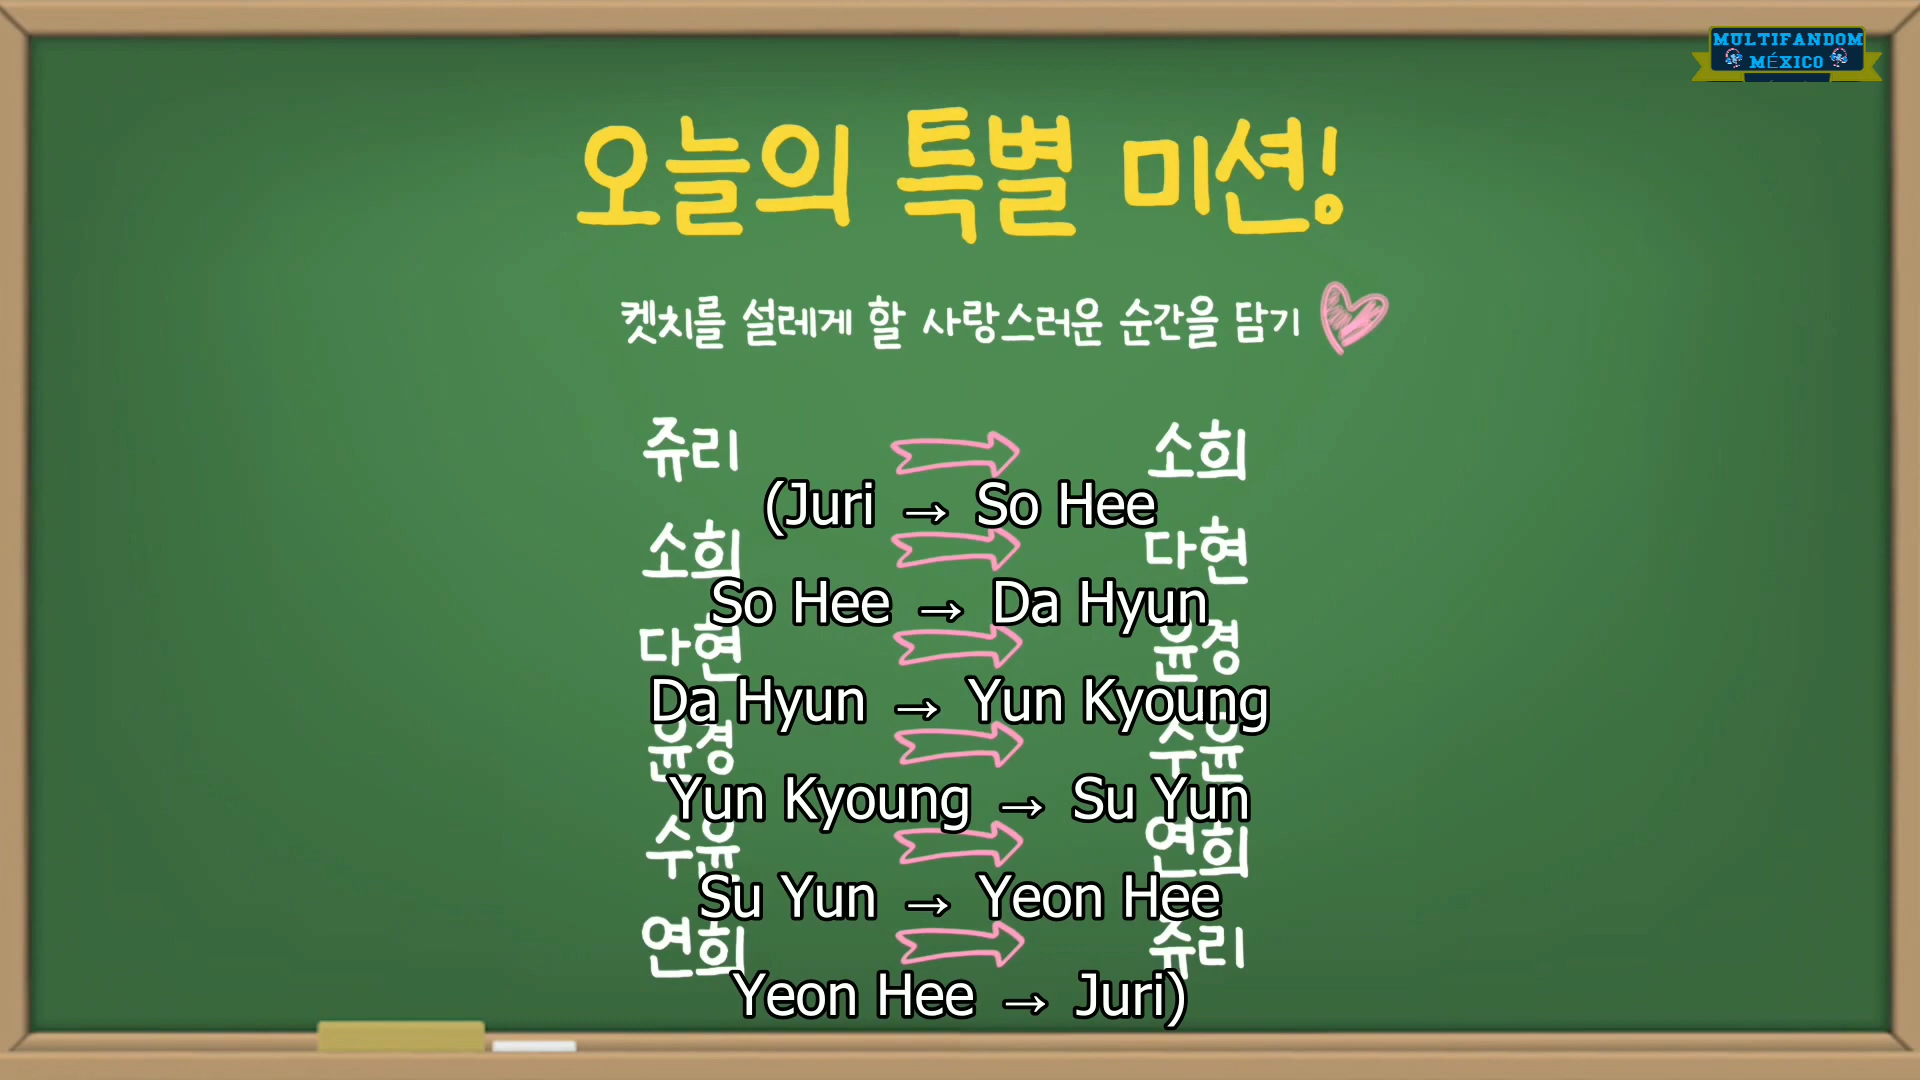 MULTIFANDOM
MÉXICO
오늘의 특별 미션!
켓치를 설레게 할 사랑스러운 순간을 담기
쥬리 소희
(Juri → So Hee
소희 다현
So Hee → Da Hyun
다현 윤경
Da Hyun → Yun Kyoung
윤경 수윤
Yun Kyoung → Su Yun
수윤 연희
Su Yun → Yeon Hee
연희 쥬리
Yeon Hee → Juri)